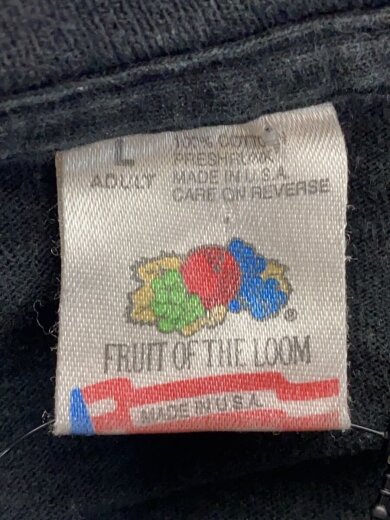 L
ADULT
100% COTTON
PRESHRUNK
MADE IN U.S.A.
CARE ON REVERSE
®
FRUIT OF THE LOOM
MADE IN U.S.A.